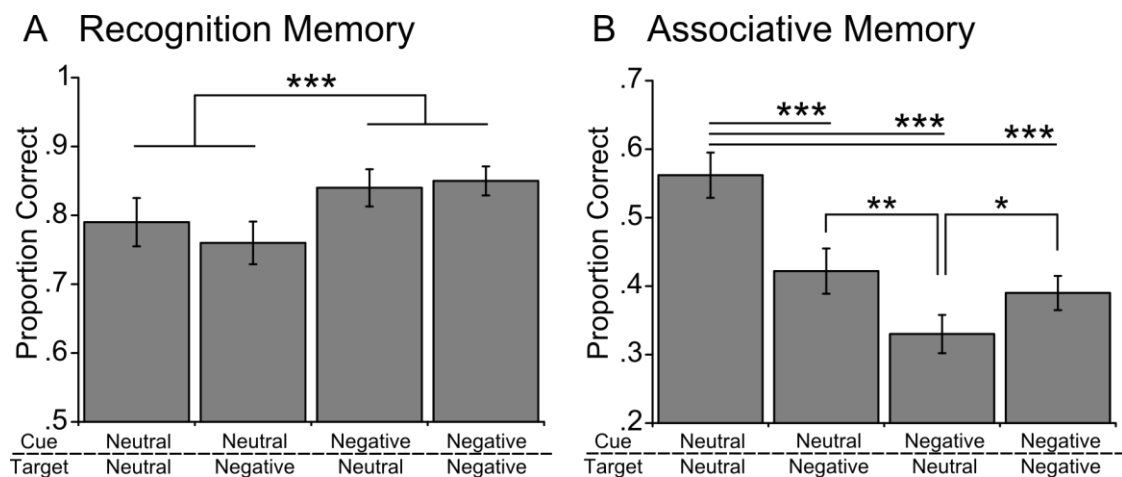 A Recognition Memory
Proportion Correct
1
.9
.8
.7
.6
.5
***
Cue Neutral Neutral Negative Negative
Target Neutral Negative Neutral Negative
B Associative Memory
Proportion Correct
.7
.6
.5
.4
.3
.2
***
***
***
**
*
Cue Neutral Neutral Negative Negative
Target Neutral Negative Neutral Negative